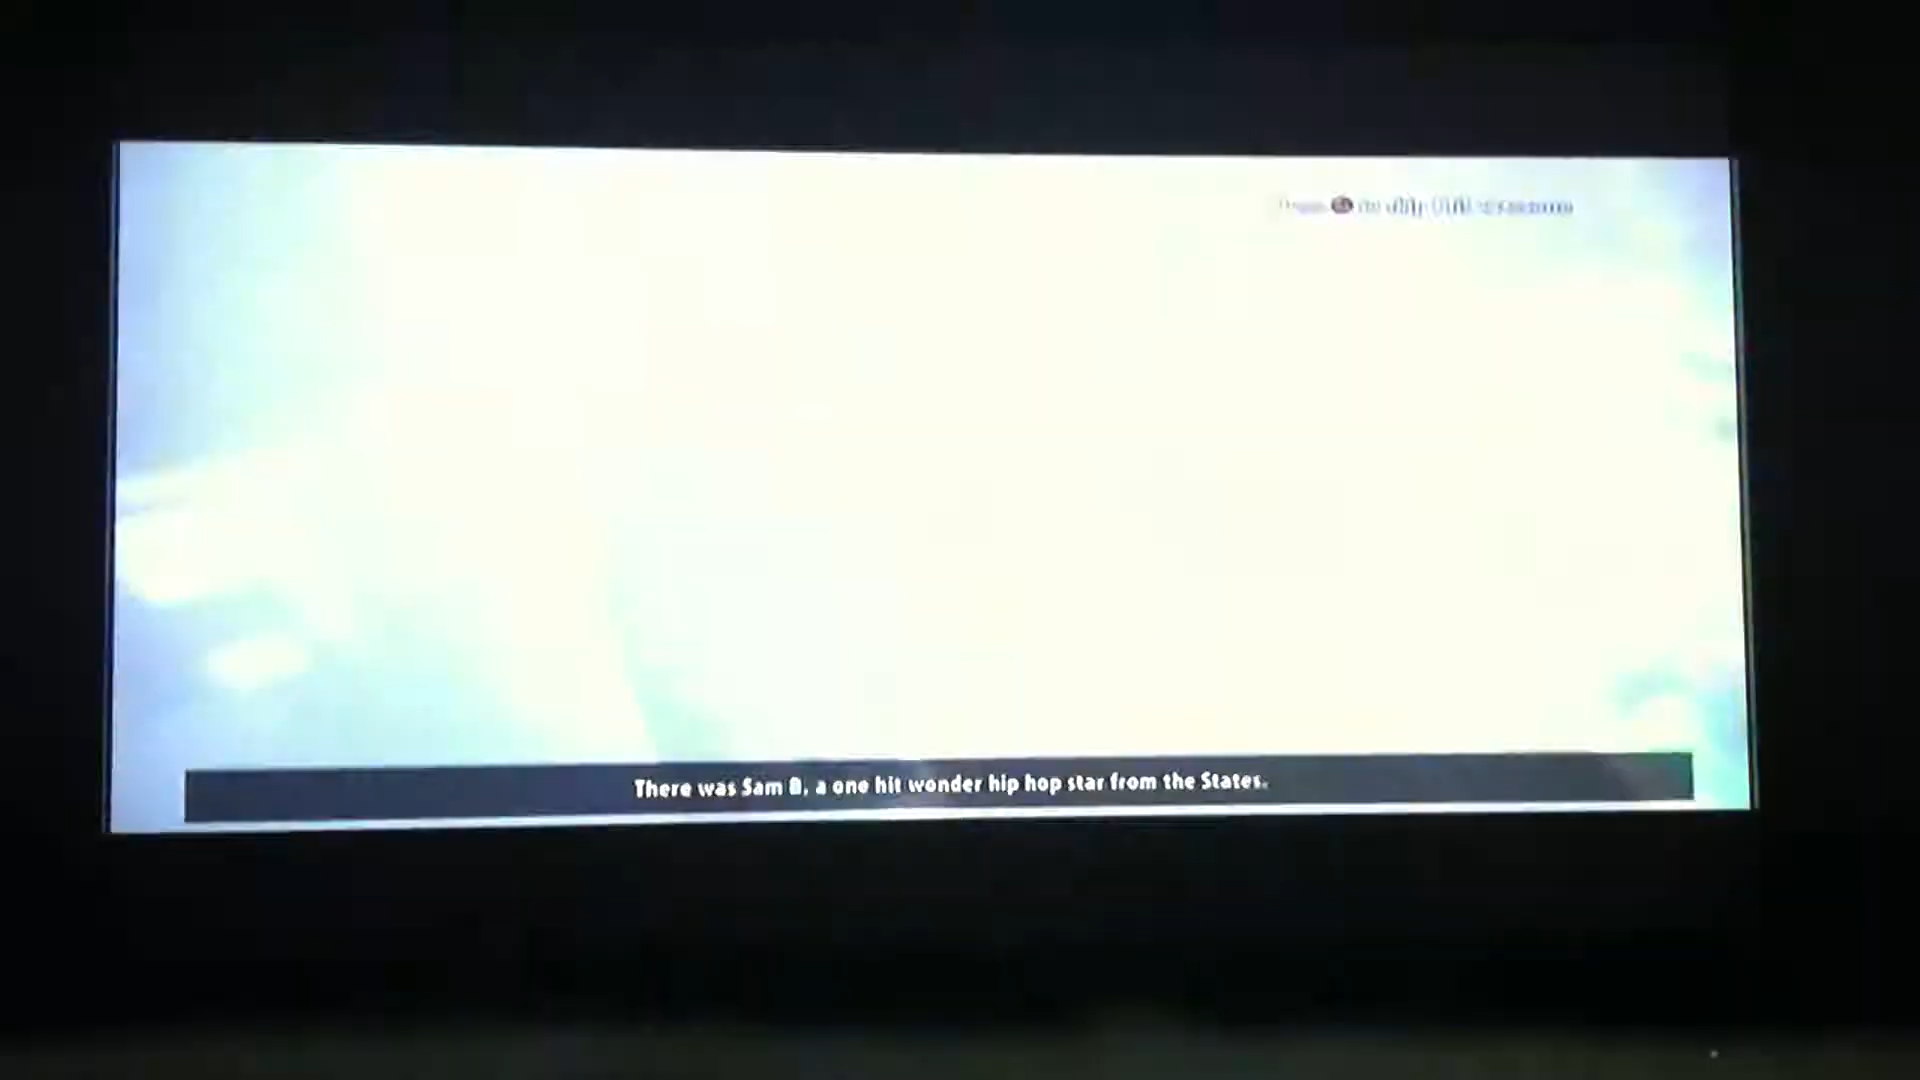 There was Sam B, a one hit wonder hip hop star from the States.